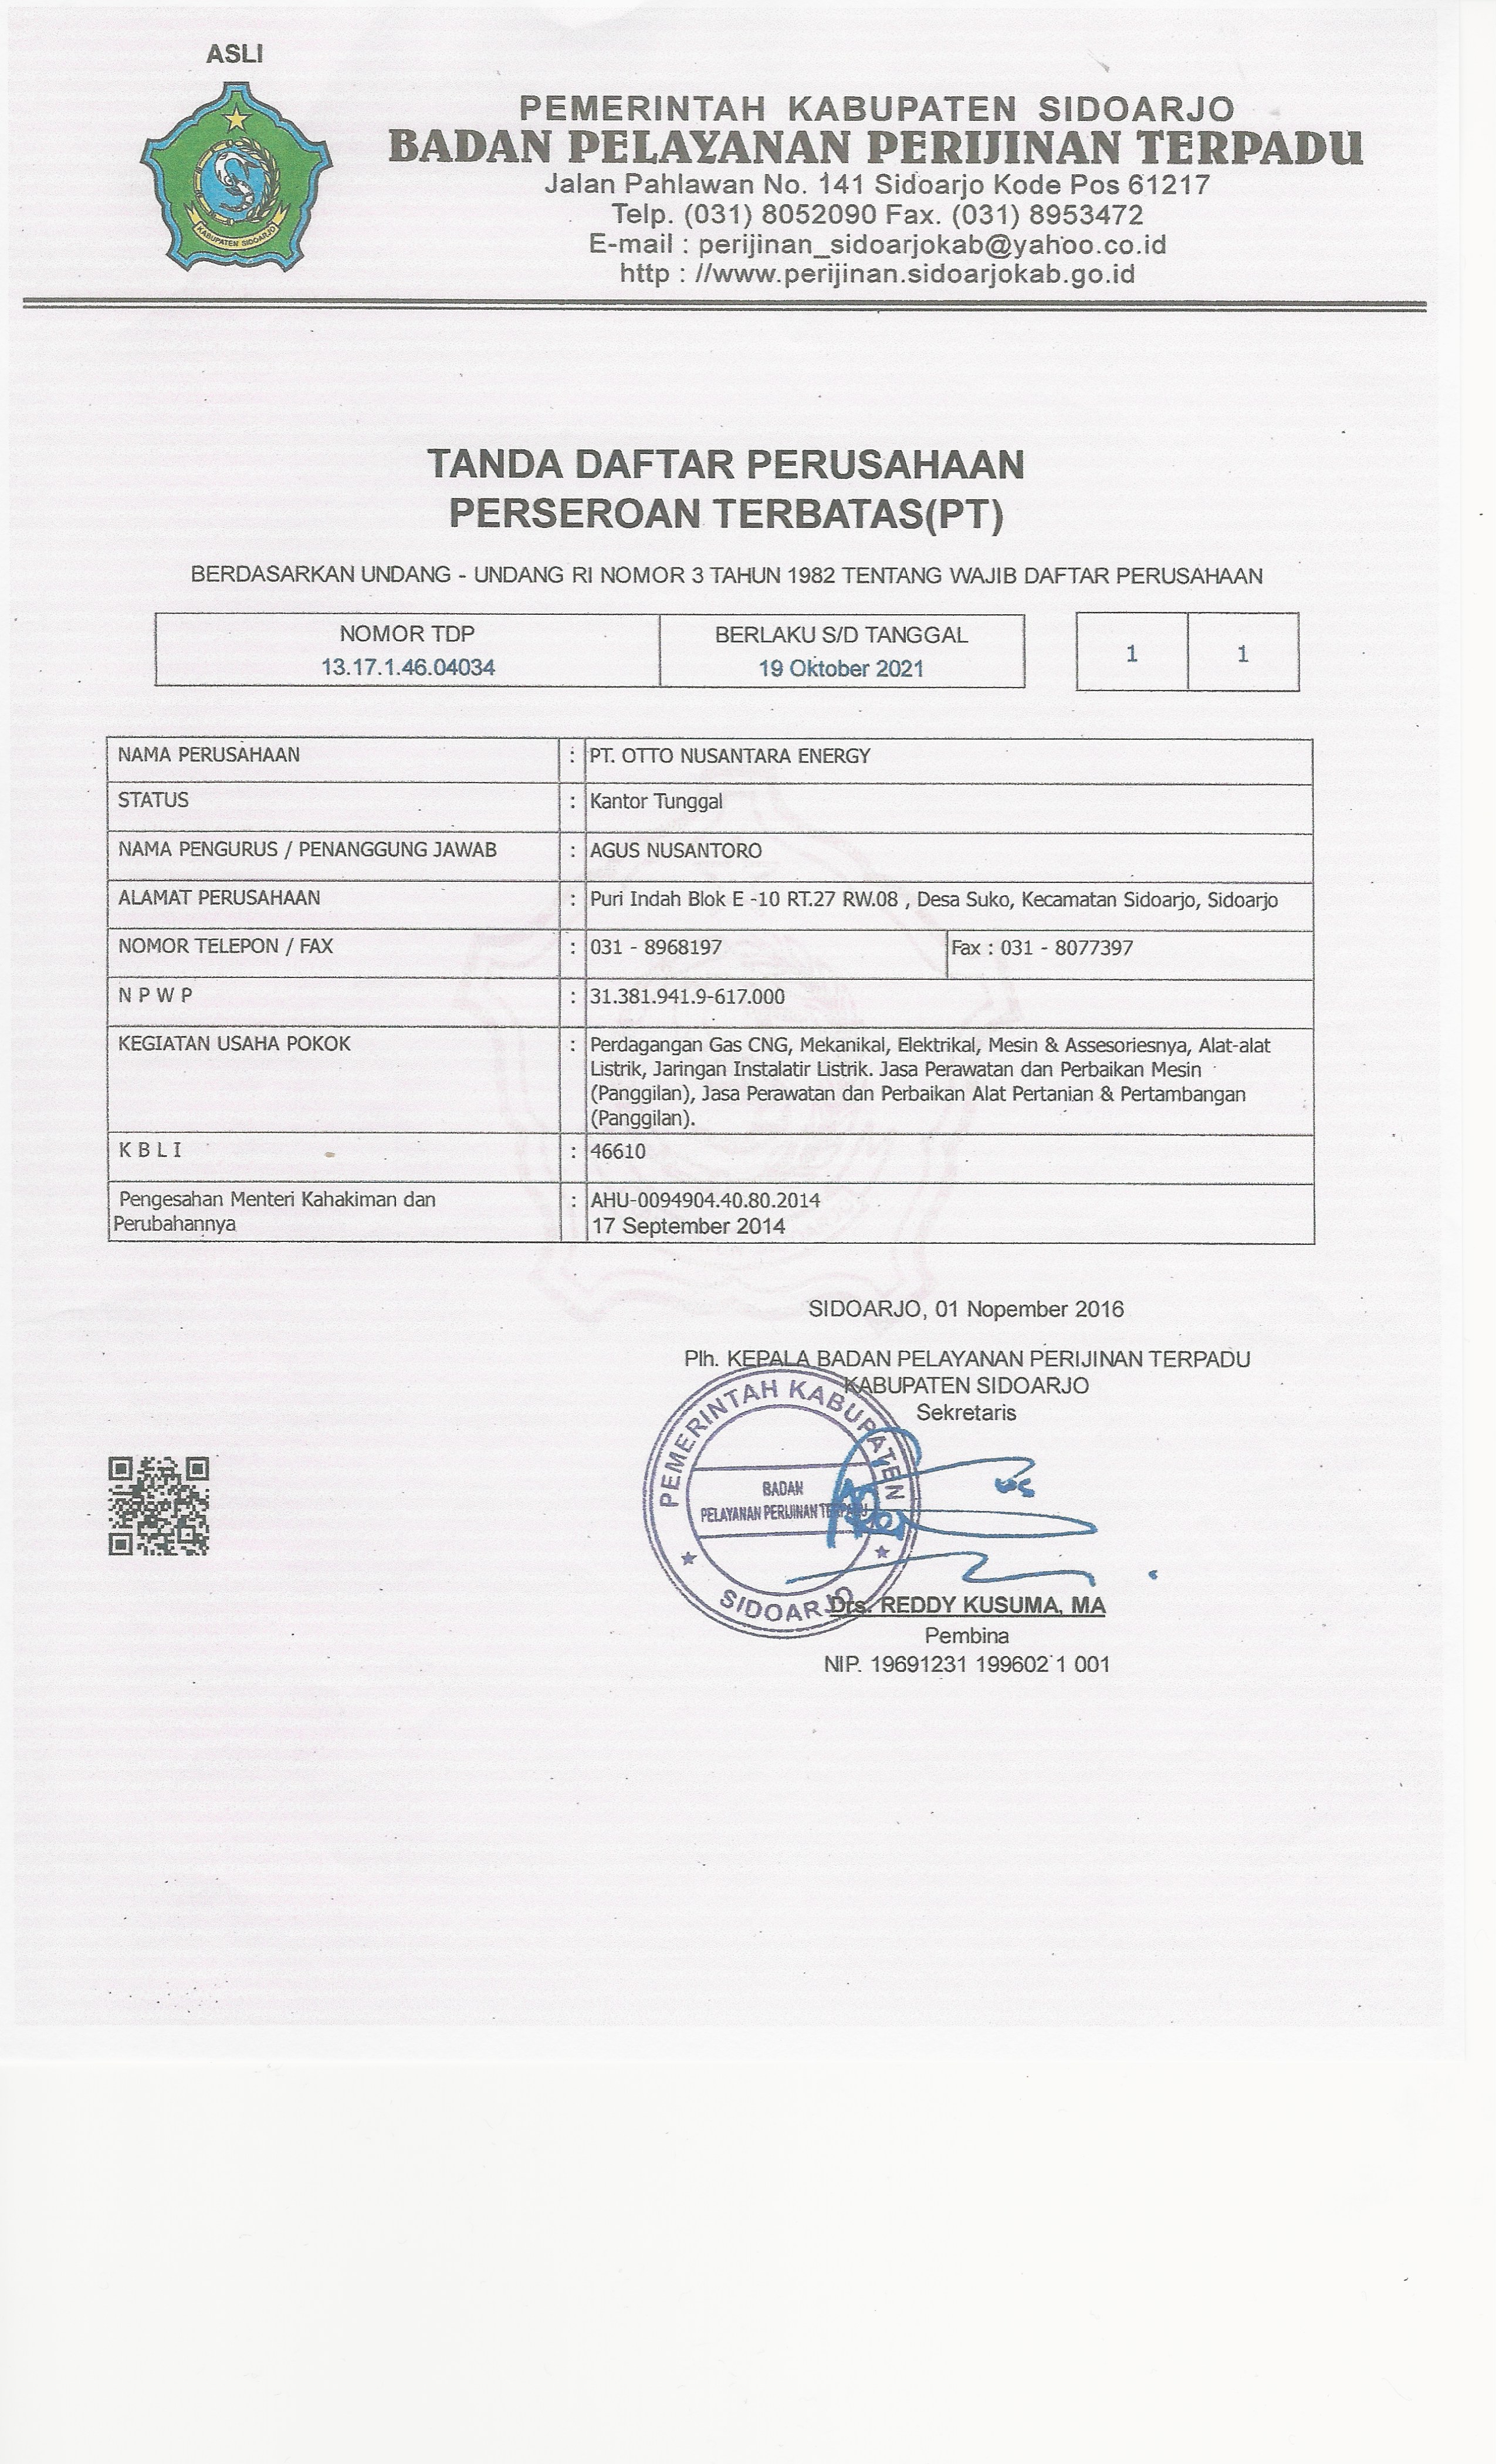 ASLI
KABUPATEN SIDOARJO
PEMERINTAH KABUPATEN SIDOARJO
BADAN PELAYANAN PERIJINAN TERPADU
Jalan Pahlawan No. 141 Sidoarjo Kode Pos 61217
Telp. (031) 8052090 Fax. (031) 8953472
E-mail : perijinan_sidoarjokab@yahoo.co.id
http : //www.perijinan.sidoarjokab.go.id
TANDA DAFTAR PERUSAHAAN
PERSEROAN TERBATAS(PT)
BERDASARKAN UNDANG - UNDANG RI NOMOR 3 TAHUN 1982 TENTANG WAJIB DAFTAR PERUSAHAAN
NOMOR TDP
13.17.1.46.04034
BERLAKU S/D TANGGAL
19 Oktober 2021
1 1
NAMA PERUSAHAAN : PT. OTTO NUSANTARA ENERGY
STATUS : Kantor Tunggal
NAMA PENGURUS / PENANGGUNG JAWAB : AGUS NUSANTORO
ALAMAT PERUSAHAAN : Puri Indah Blok E -10 RT.27 RW.08 , Desa Suko, Kecamatan Sidoarjo, Sidoarjo
NOMOR TELEPON / FAX : 031 - 8968197 Fax : 031 - 8077397
N P W P : 31.381.941.9-617.000
KEGIATAN USAHA POKOK : Perdagangan Gas CNG, Mekanikal, Elektrikal, Mesin & Assesoriesnya, Alat-alat
Listrik, Jaringan Instalatir Listrik. Jasa Perawatan dan Perbaikan Mesin
(Panggilan), Jasa Perawatan dan Perbaikan Alat Pertanian & Pertambangan
(Panggilan).
K B L I : 46610
Pengesahan Menteri Kahakiman dan : AHU-0094904.40.80.2014
Perubahannya 17 September 2014
SIDOARJO, 01 Nopember 2016
Plh. KEPALA BADAN PELAYANAN PERIJINAN TERPADU
KABUPATEN SIDOARJO
Sekretaris
PEMERINTAH KABUPATEN
BADAN
PELAYANAN PERIJINAN TERPADU
SIDOARJO
Drs. REDDY KUSUMA, MA
Pembina
NIP. 19691231 199602 1 001